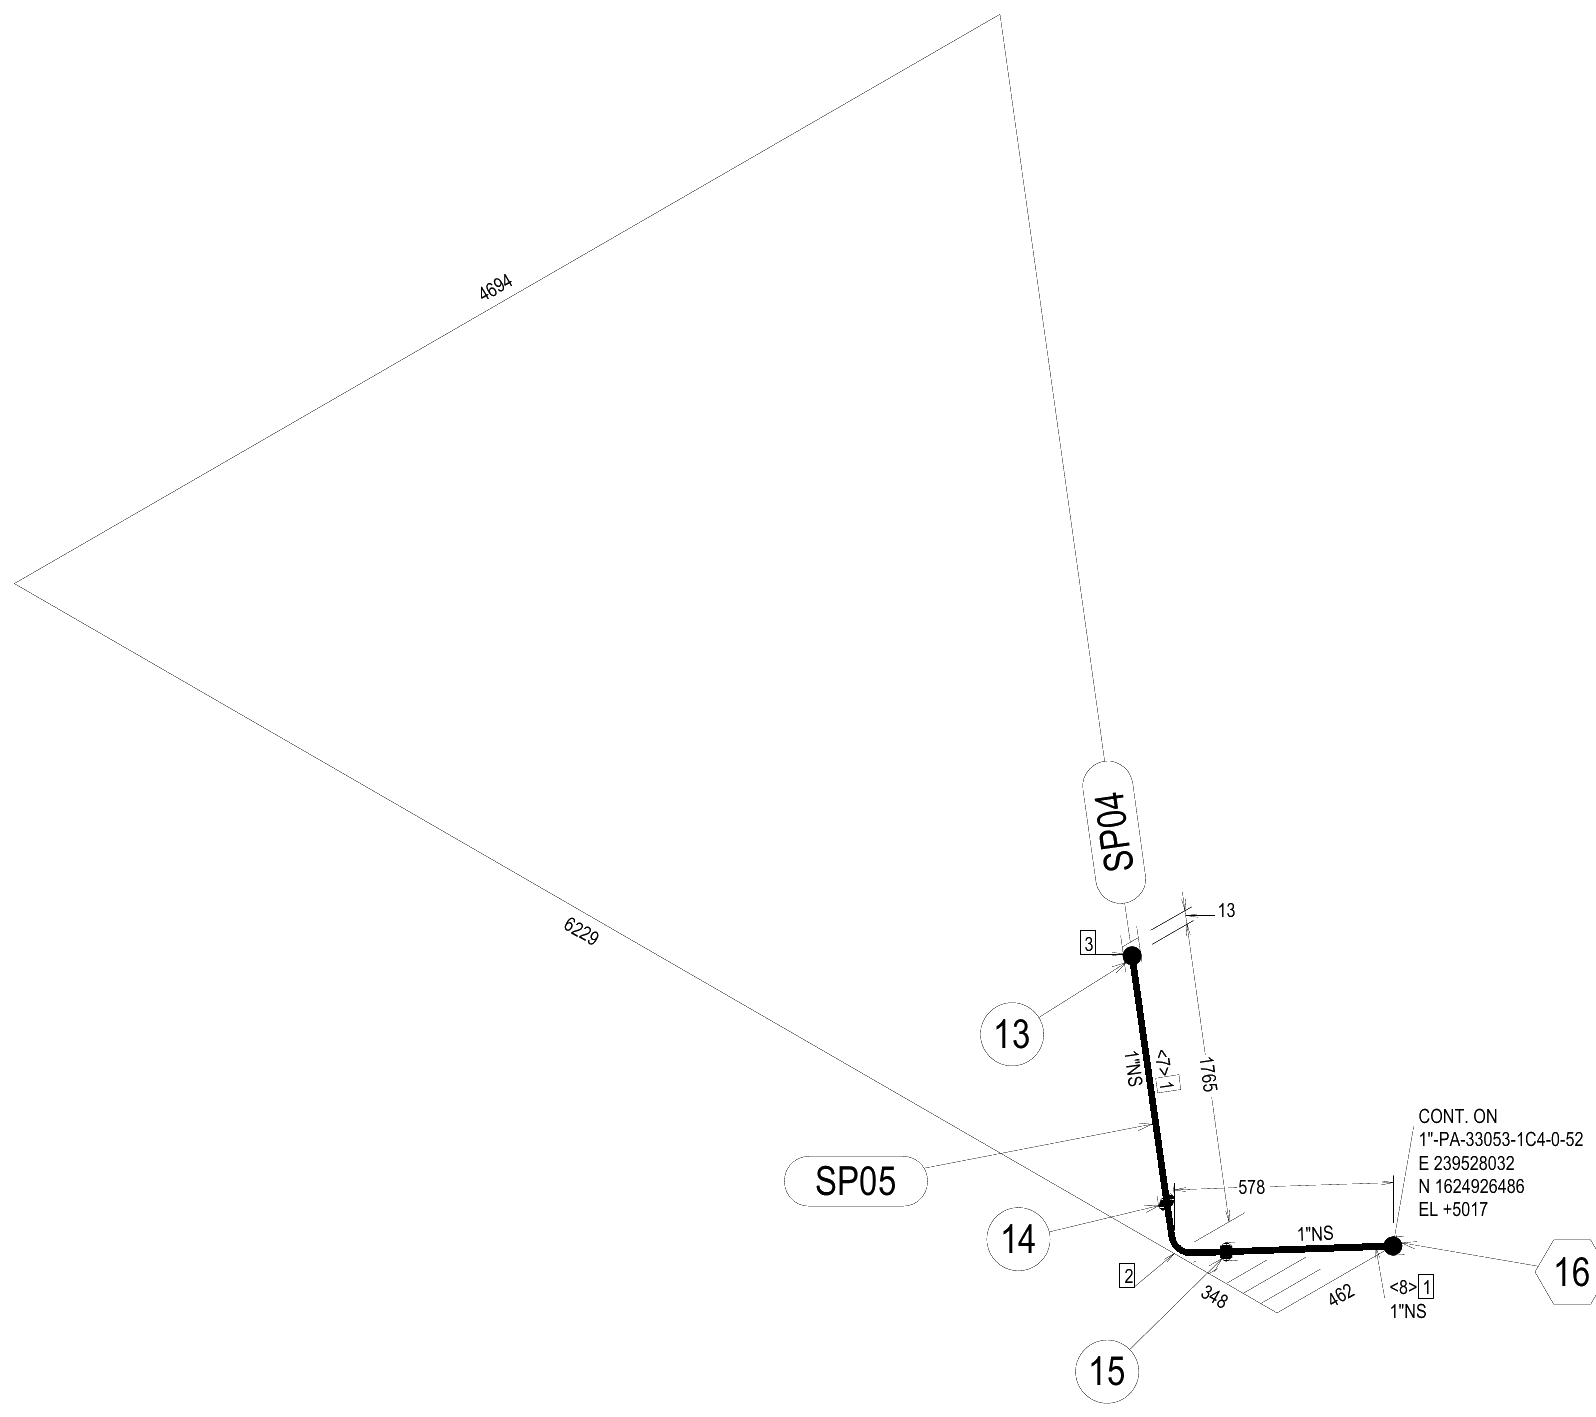 4694
6229
SP04
13
3
13
1"NS
<7>1
1765
SP05
14
578
CONT. ON
1"-PA-33053-1C4-0-52
E 239528032
N 1624926486
EL +5017
1"NS
2
348
462
<8>1
1"NS
16
15